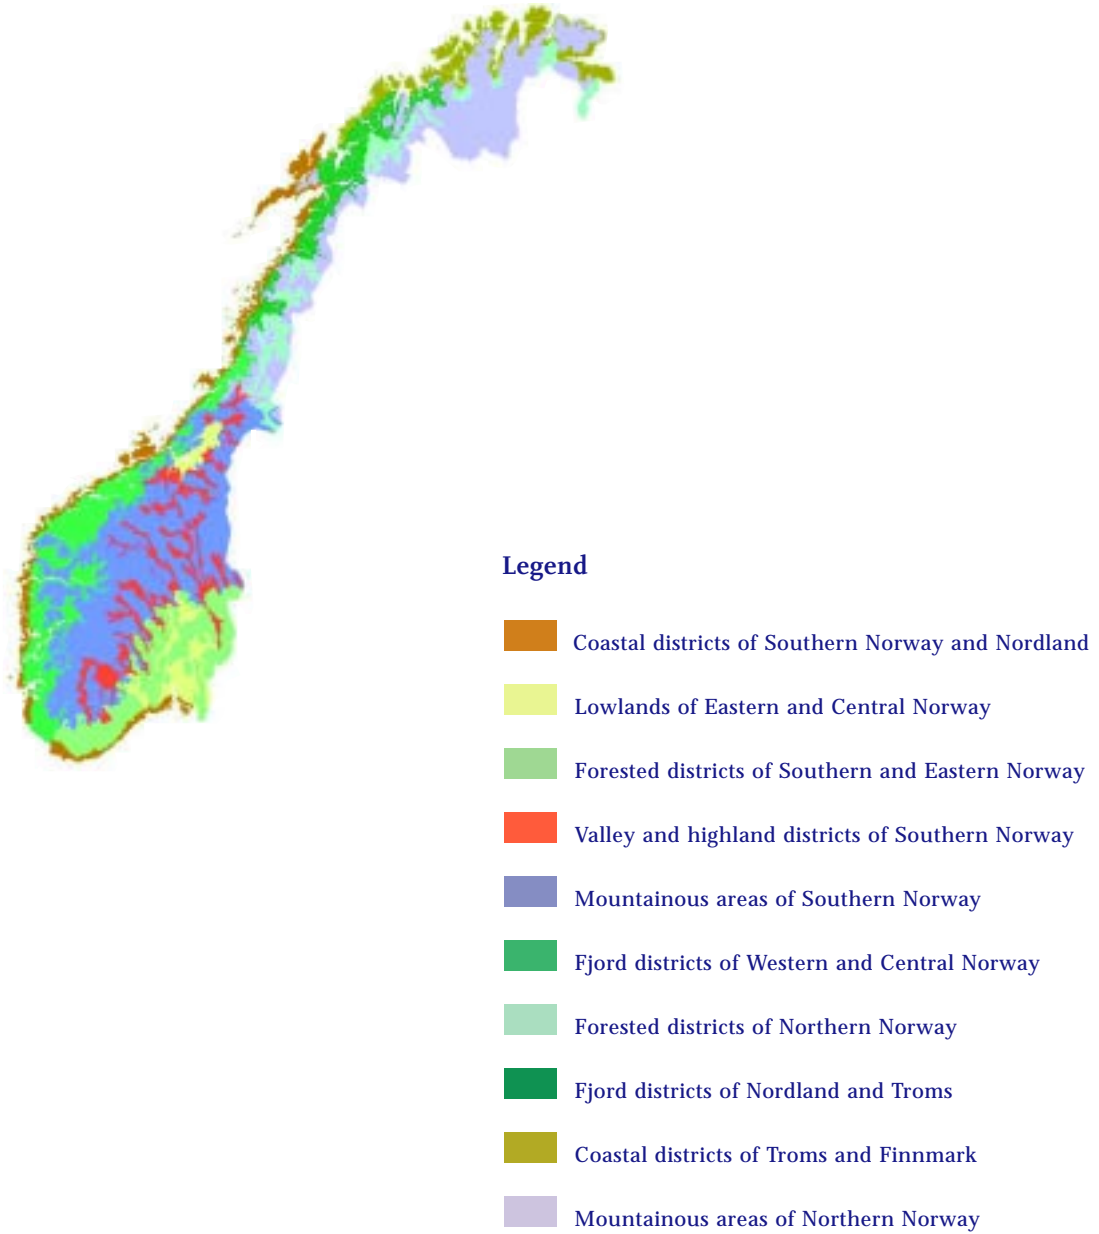 Legend
Coastal districts of Southern Norway and Nordland
Lowlands of Eastern and Central Norway
Forested districts of Southern and Eastern Norway
Valley and highland districts of Southern Norway
Mountainous areas of Southern Norway
Fjord districts of Western and Central Norway
Forested districts of Northern Norway
Fjord districts of Nordland and Troms
Coastal districts of Troms and Finnmark
Mountainous areas of Northern Norway